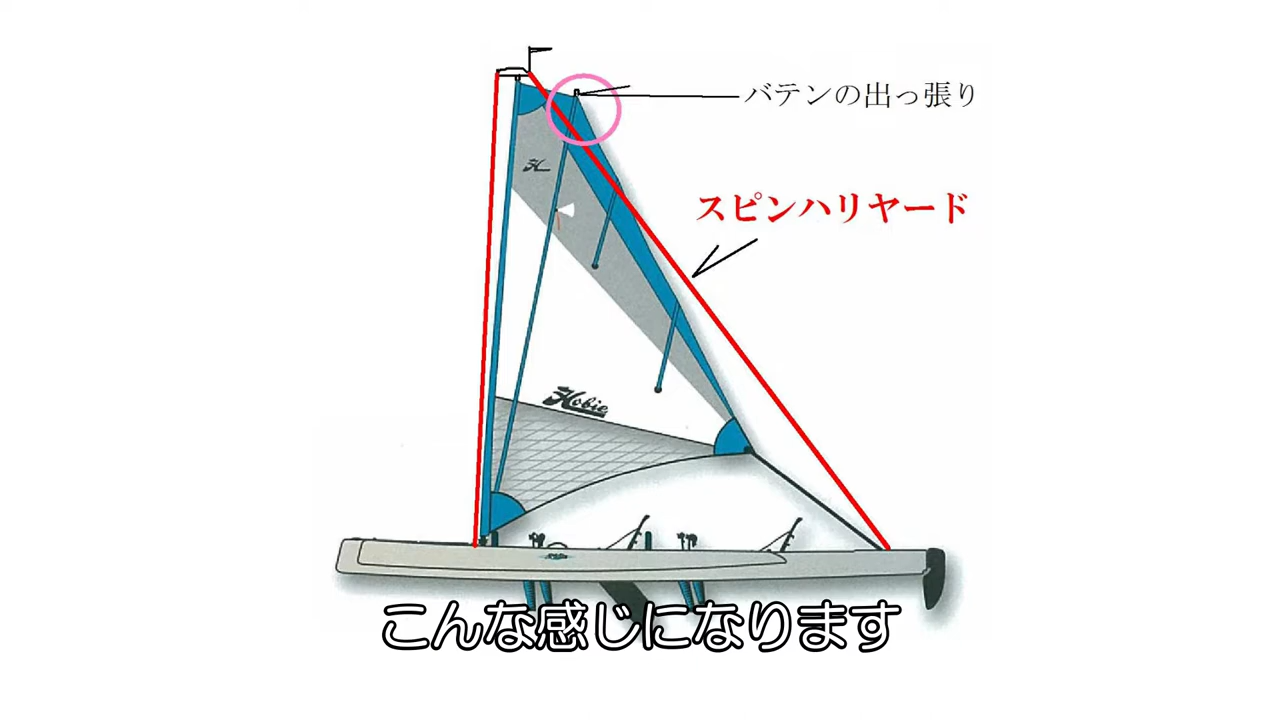 バテンの出っ張り
スピンハリヤード
H
Hobie
こんな感じになります